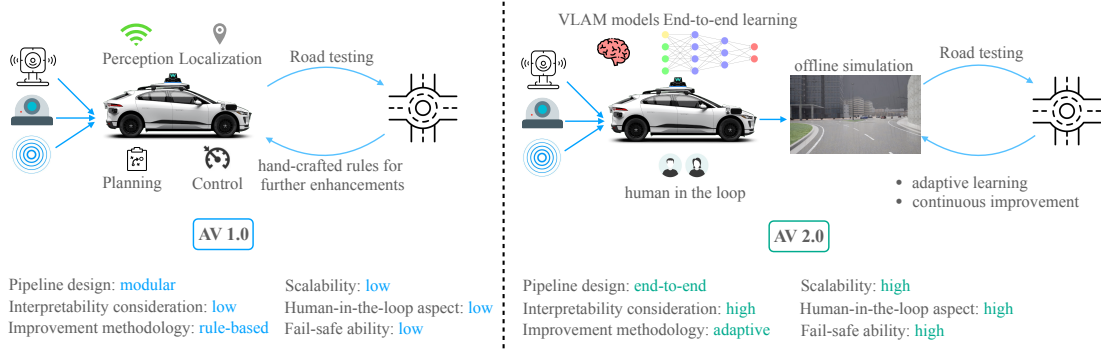 Perception Localization
Road testing
hand-crafted rules for
further enhancements
Planning
Control
AV 1.0
Pipeline design: modular
Interpretability consideration: low
Improvement methodology: rule-based
Scalability: low
Human-in-the-loop aspect: low
Fail-safe ability: low
VLAM models End-to-end learning
offline simulation
Road testing
human in the loop
• adaptive learning
• continuous improvement
AV 2.0
Pipeline design: end-to-end
Interpretability consideration: high
Improvement methodology: adaptive
Scalability: high
Human-in-the-loop aspect: high
Fail-safe ability: high